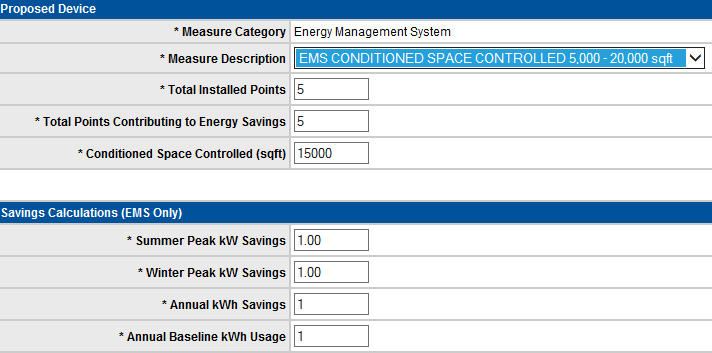 Proposed Device
* Measure Category Energy Management System
* Measure Description EMS CONDITIONED SPACE CONTROLLED 5,000 - 20,000 sqft
* Total Installed Points 5
* Total Points Contributing to Energy Savings 5
* Conditioned Space Controlled (sqft) 15000
Savings Calculations (EMS Only)
* Summer Peak kW Savings 1.00
* Winter Peak kW Savings 1.00
* Annual kWh Savings 1
* Annual Baseline kWh Usage 1